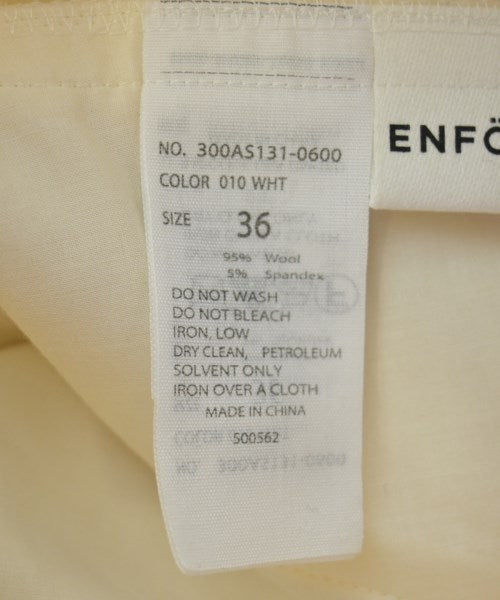 NO. 300AS131-0600
COLOR 010 WHT
SIZE 36
95% Wool
5% Spandex
DO NOT WASH
DO NOT BLEACH
IRON, LOW
DRY CLEAN, PETROLEUM
SOLVENT ONLY
IRON OVER A CLOTH
MADE IN CHINA
500562
ENFÖ